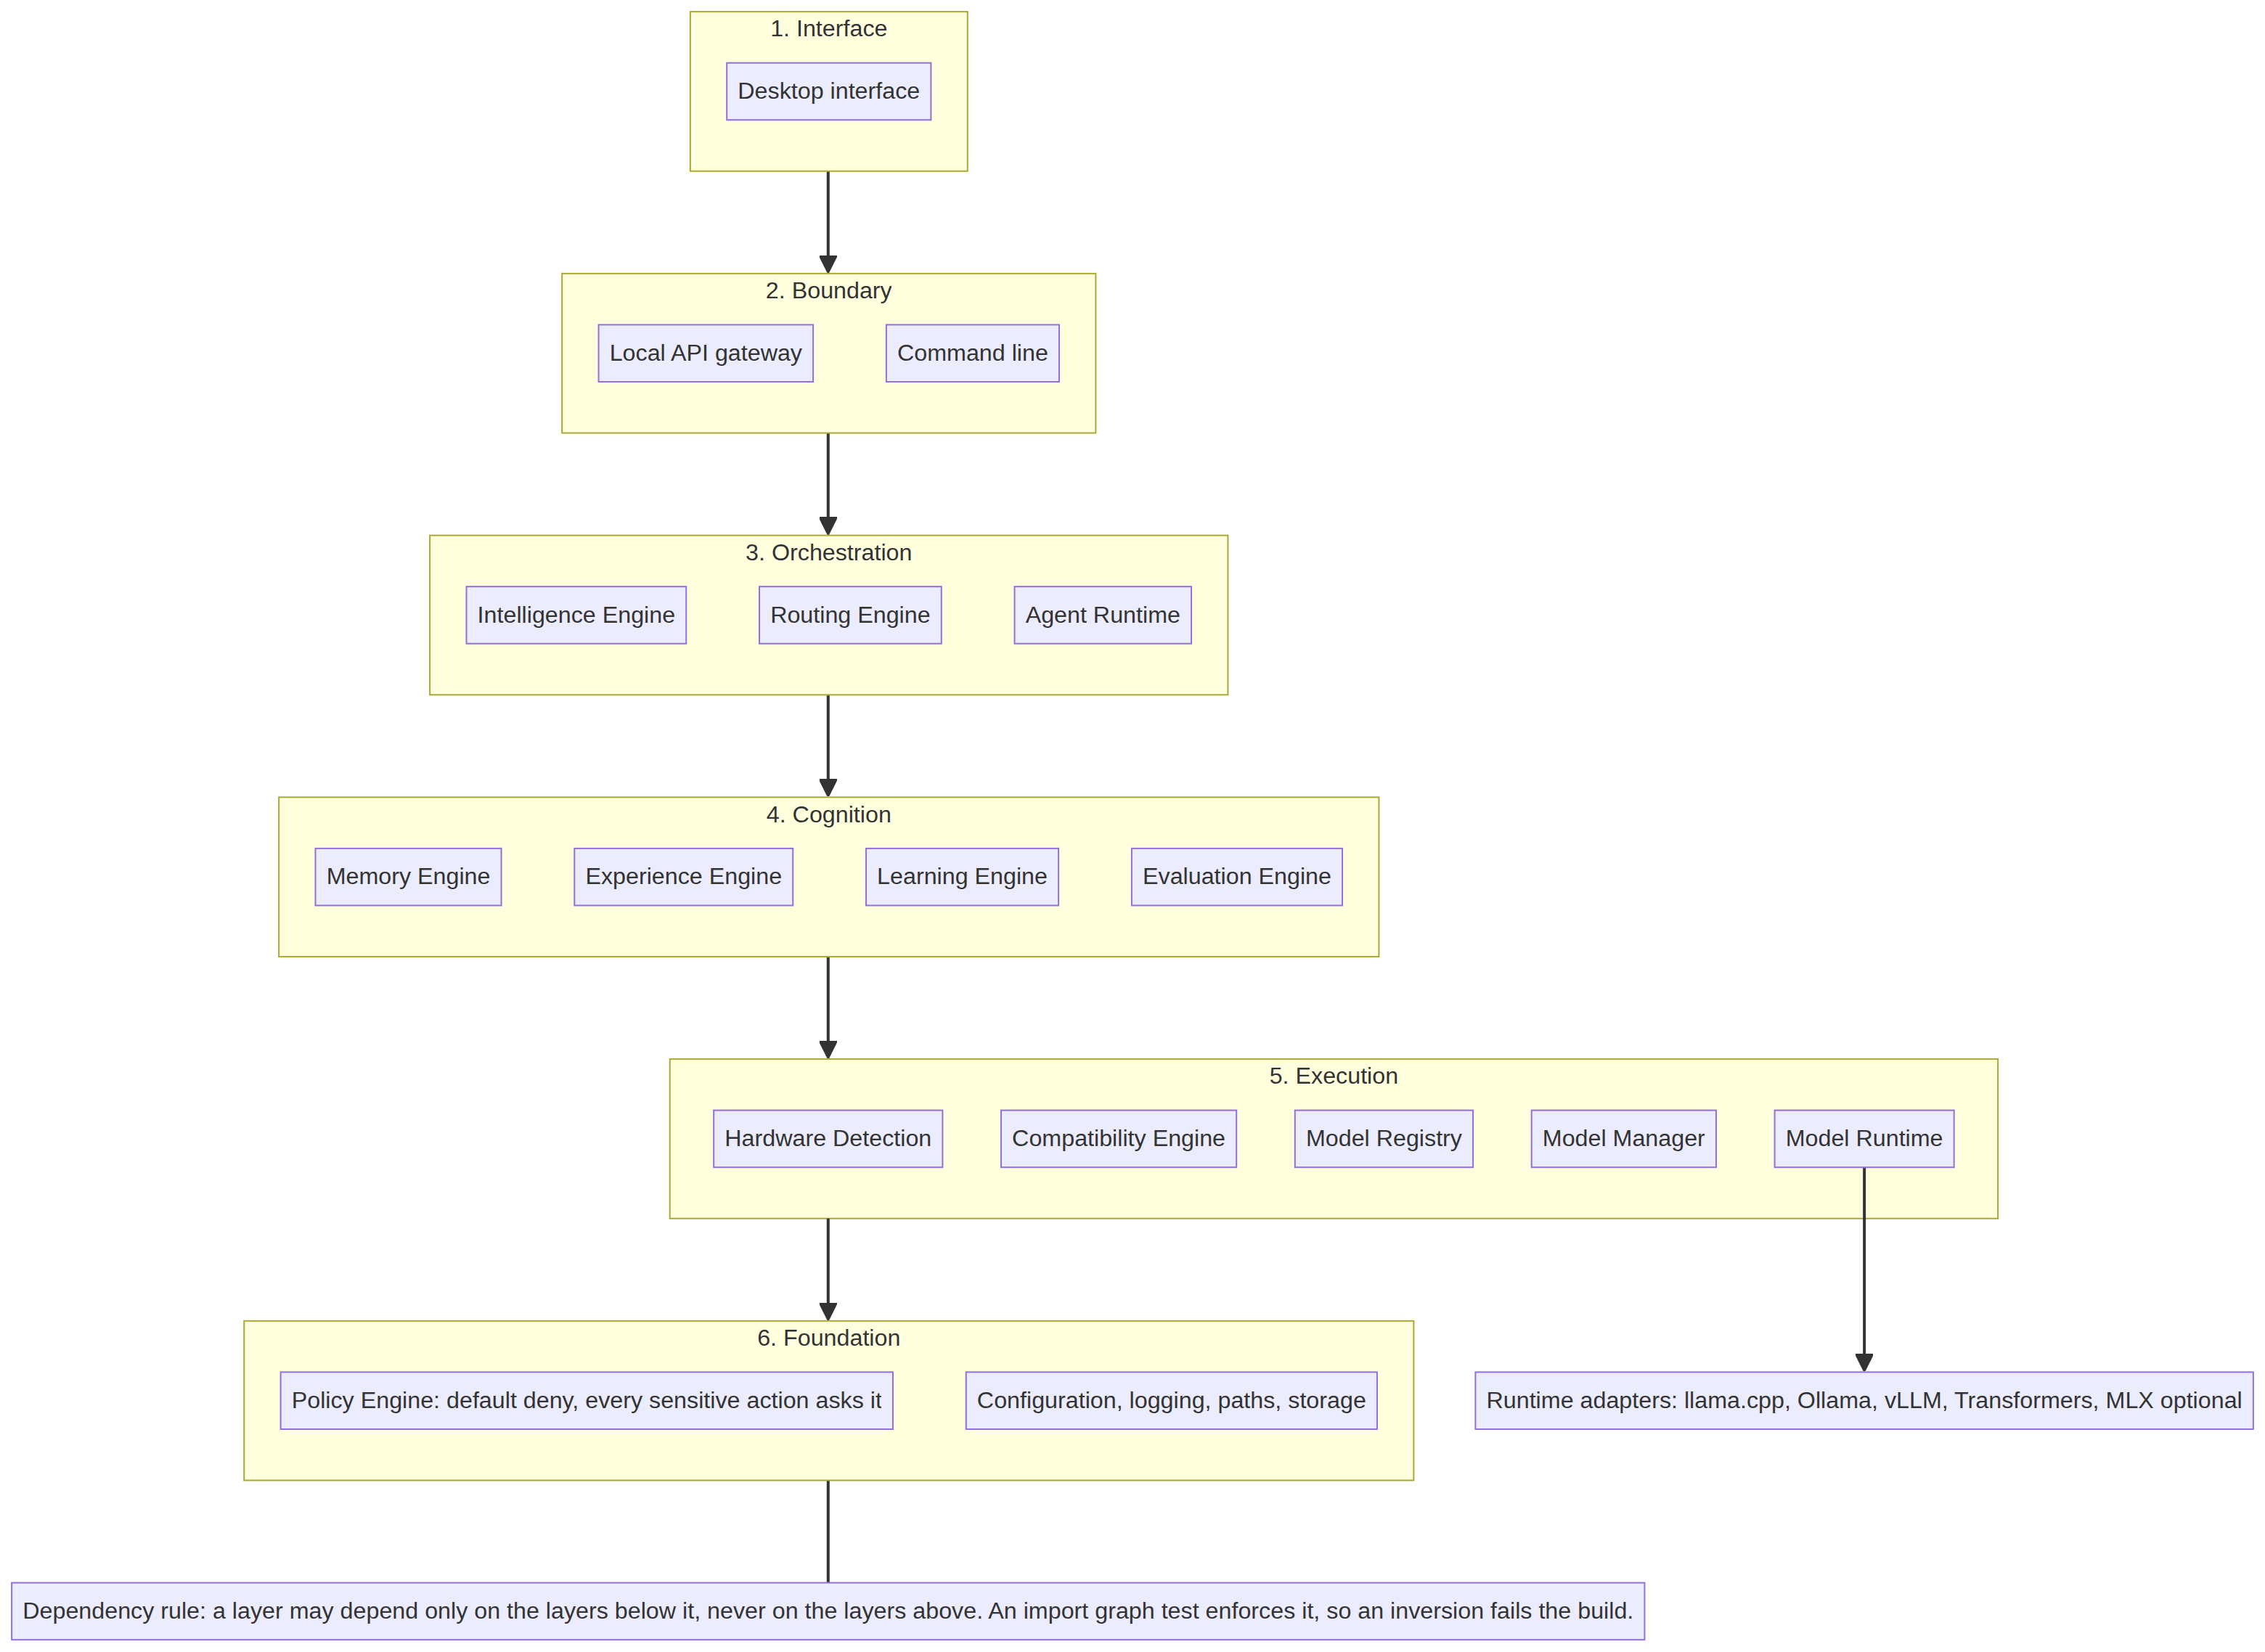 1. Interface
Desktop interface
2. Boundary
Local API gateway
Command line
3. Orchestration
Intelligence Engine
Routing Engine
Agent Runtime
4. Cognition
Memory Engine
Experience Engine
Learning Engine
Evaluation Engine
5. Execution
Hardware Detection
Compatibility Engine
Model Registry
Model Manager
Model Runtime
6. Foundation
Policy Engine: default deny, every sensitive action asks it
Configuration, logging, paths, storage
Runtime adapters: llama.cpp, Ollama, vLLM, Transformers, MLX optional
Dependency rule: a layer may depend only on the layers below it, never on the layers above. An import graph test enforces it, so an inversion fails the build.